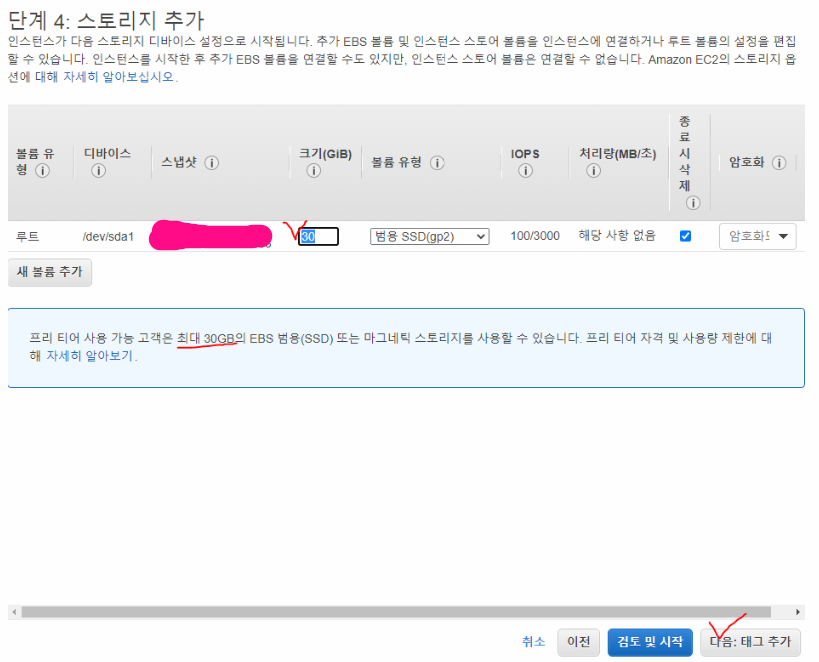 단계 4: 스토리지 추가
인스턴스가 다음 스토리지 디바이스 설정으로 시작됩니다. 추가 EBS 볼륨 및 인스턴스 스토어 볼륨을 인스턴스에 연결하거나 루트 볼륨의 설정을 편집
할 수 있습니다. 인스턴스를 시작한 후 추가 EBS 볼륨을 연결할 수도 있지만, 인스턴스 스토어 볼륨은 연결할 수 없습니다. Amazon EC2의 스토리지 옵
션에 대해 자세히 알아보십시오.
볼륨 유
형
디바이스
스냅샷
크기(GiB)
볼륨 유형
IOPS
처리량(MB/초)
종
료
시
삭
제
암호화
루트
/dev/sda1
30
범용 SSD(gp2)
100/3000
해당 사항 없음
새 볼륨 추가
프리 티어 사용 가능 고객은 최대 30GB의 EBS 범용(SSD) 또는 마그네틱 스토리지를 사용할 수 있습니다. 프리 티어 자격 및 사용량 제한에 대
해 자세히 알아보기.
취소
이전
검토 및 시작
다음: 태그 추가